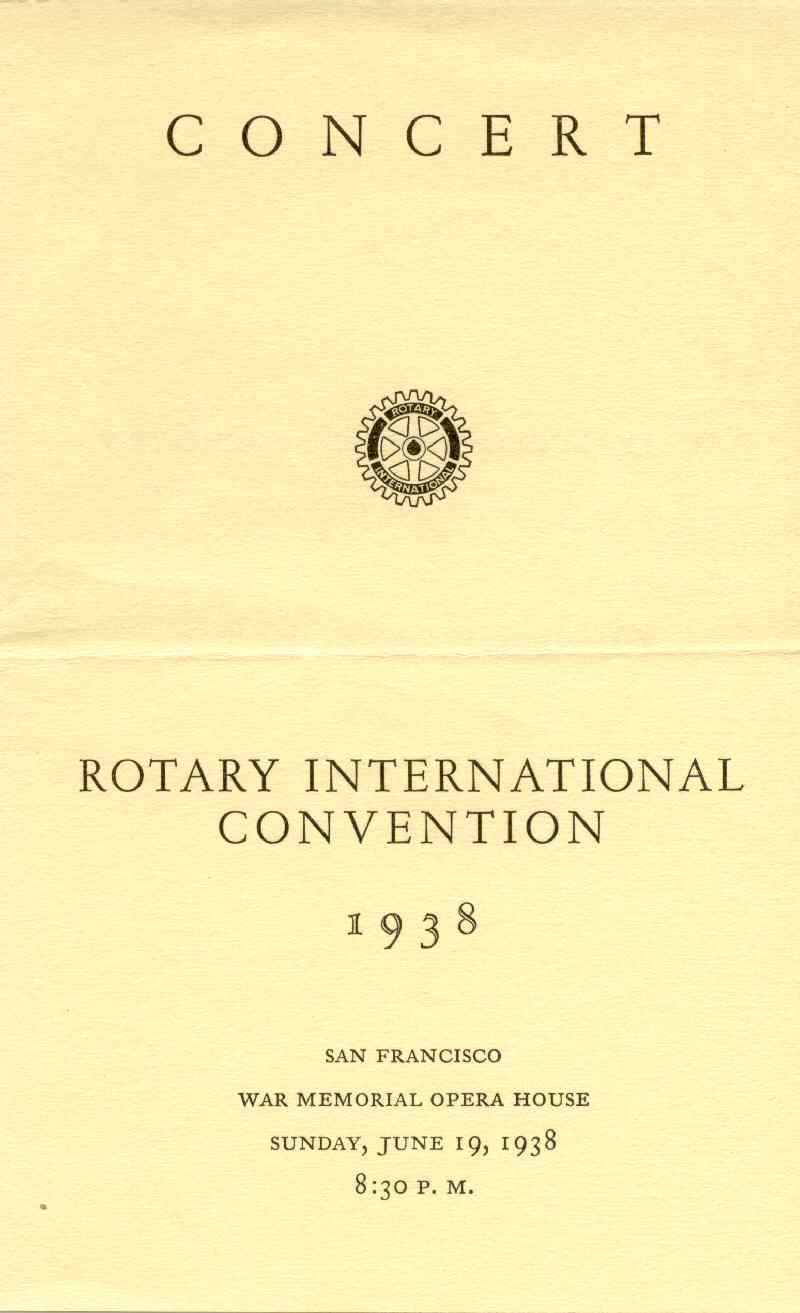 CONCERT
ROTARY
INTERNATIONAL
ROTARY INTERNATIONAL
CONVENTION
1938
SAN FRANCISCO
WAR MEMORIAL OPERA HOUSE
SUNDAY, JUNE 19, 1938
8:30 P. M.